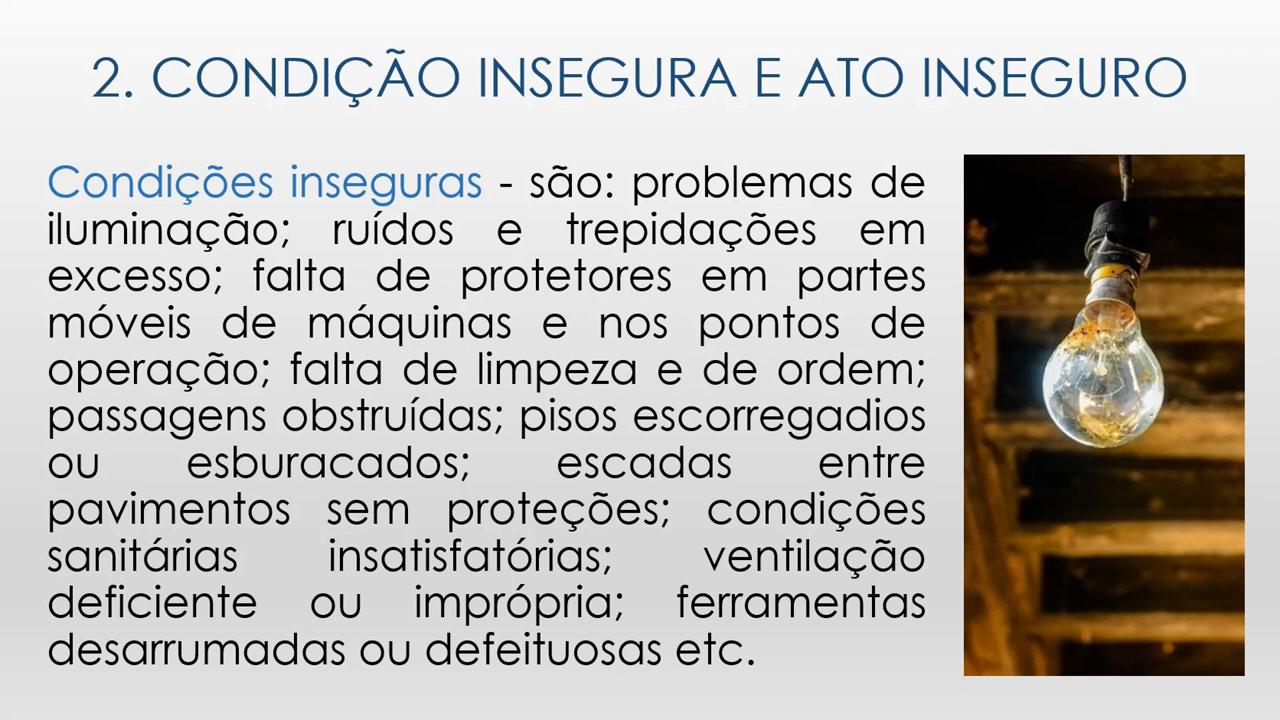 2. CONDIÇÃO INSEGURA E ATO INSEGURO
Condições inseguras - são: problemas de
iluminação; ruídos e trepidações em
excesso; falta de protetores em partes
móveis de máquinas e nos pontos de
operação; falta de limpeza e de ordem;
passagens obstruídas; pisos escorregadios
ou esburacados; escadas entre
pavimentos sem proteções; condições
sanitárias insatisfatórias; ventilação
deficiente ou imprópria; ferramentas
desarrumadas ou defeituosas etc.